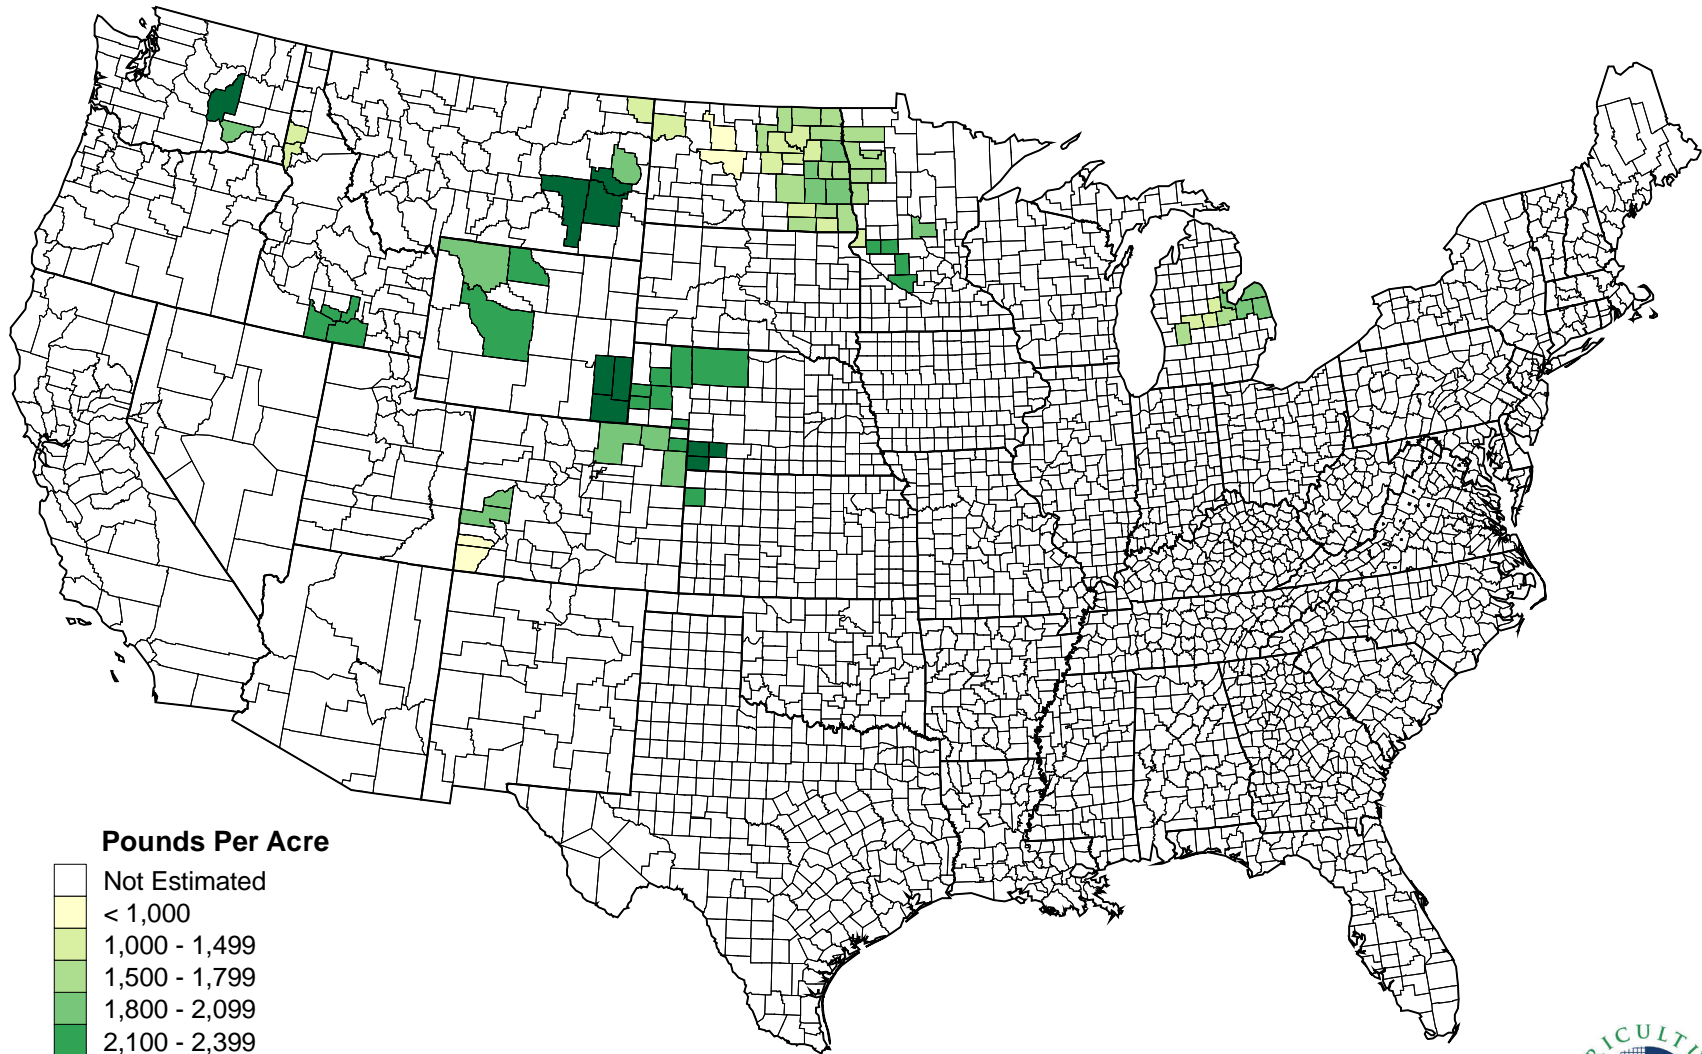 Pounds Per Acre
Not Estimated
< 1,000
1,000 - 1,499
1,500 - 1,799
1,800 - 2,099
2,100 - 2,399